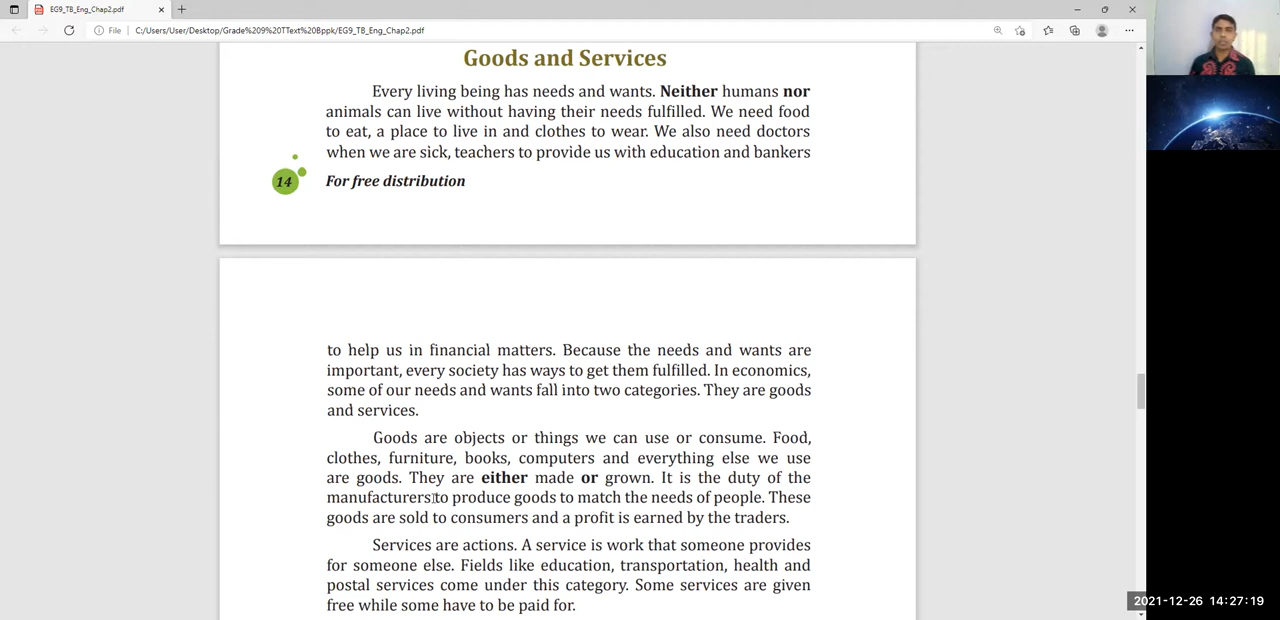 EG9_TB_Eng_Chap2.pdf
File
C:/Users/User/Desktop/Grade%209%20TText%20Bppk/EG9_TB_Eng_Chap2.pdf
Goods and Services
Every living being has needs and wants. Neither humans nor
animals can live without having their needs fulfilled. We need food
to eat, a place to live in and clothes to wear. We also need doctors
when we are sick, teachers to provide us with education and bankers
14 For free distribution
to help us in financial matters. Because the needs and wants are
important, every society has ways to get them fulfilled. In economics,
some of our needs and wants fall into two categories. They are goods
and services.
Goods are objects or things we can use or consume. Food,
clothes, furniture, books, computers and everything else we use
are goods. They are either made or grown. It is the duty of the
manufacturers to produce goods to match the needs of people. These
goods are sold to consumers and a profit is earned by the traders.
Services are actions. A service is work that someone provides
for someone else. Fields like education, transportation, health and
postal services come under this category. Some services are given
free while some have to be paid for.
2021-12-26 14:27:19